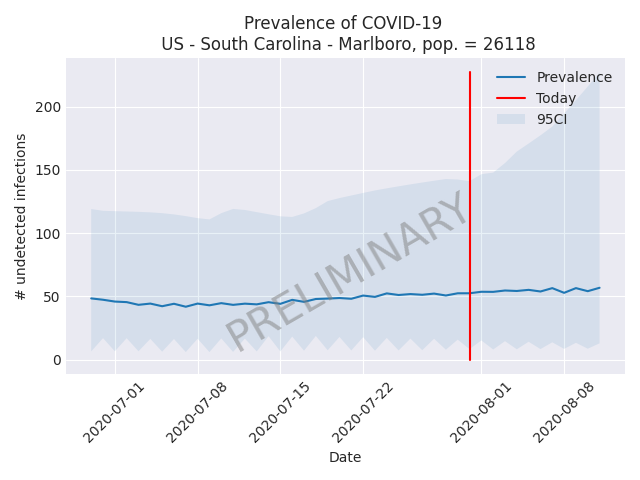 Prevalence of COVID-19
US - South Carolina - Marlboro, pop. = 26118
Prevalence
Today
95CI
200
150
100
50
0
# undetected infections
PRELIMINARY
2020-07-01
2020-07-08
2020-07-15
2020-07-22
2020-08-01
2020-08-08
Date